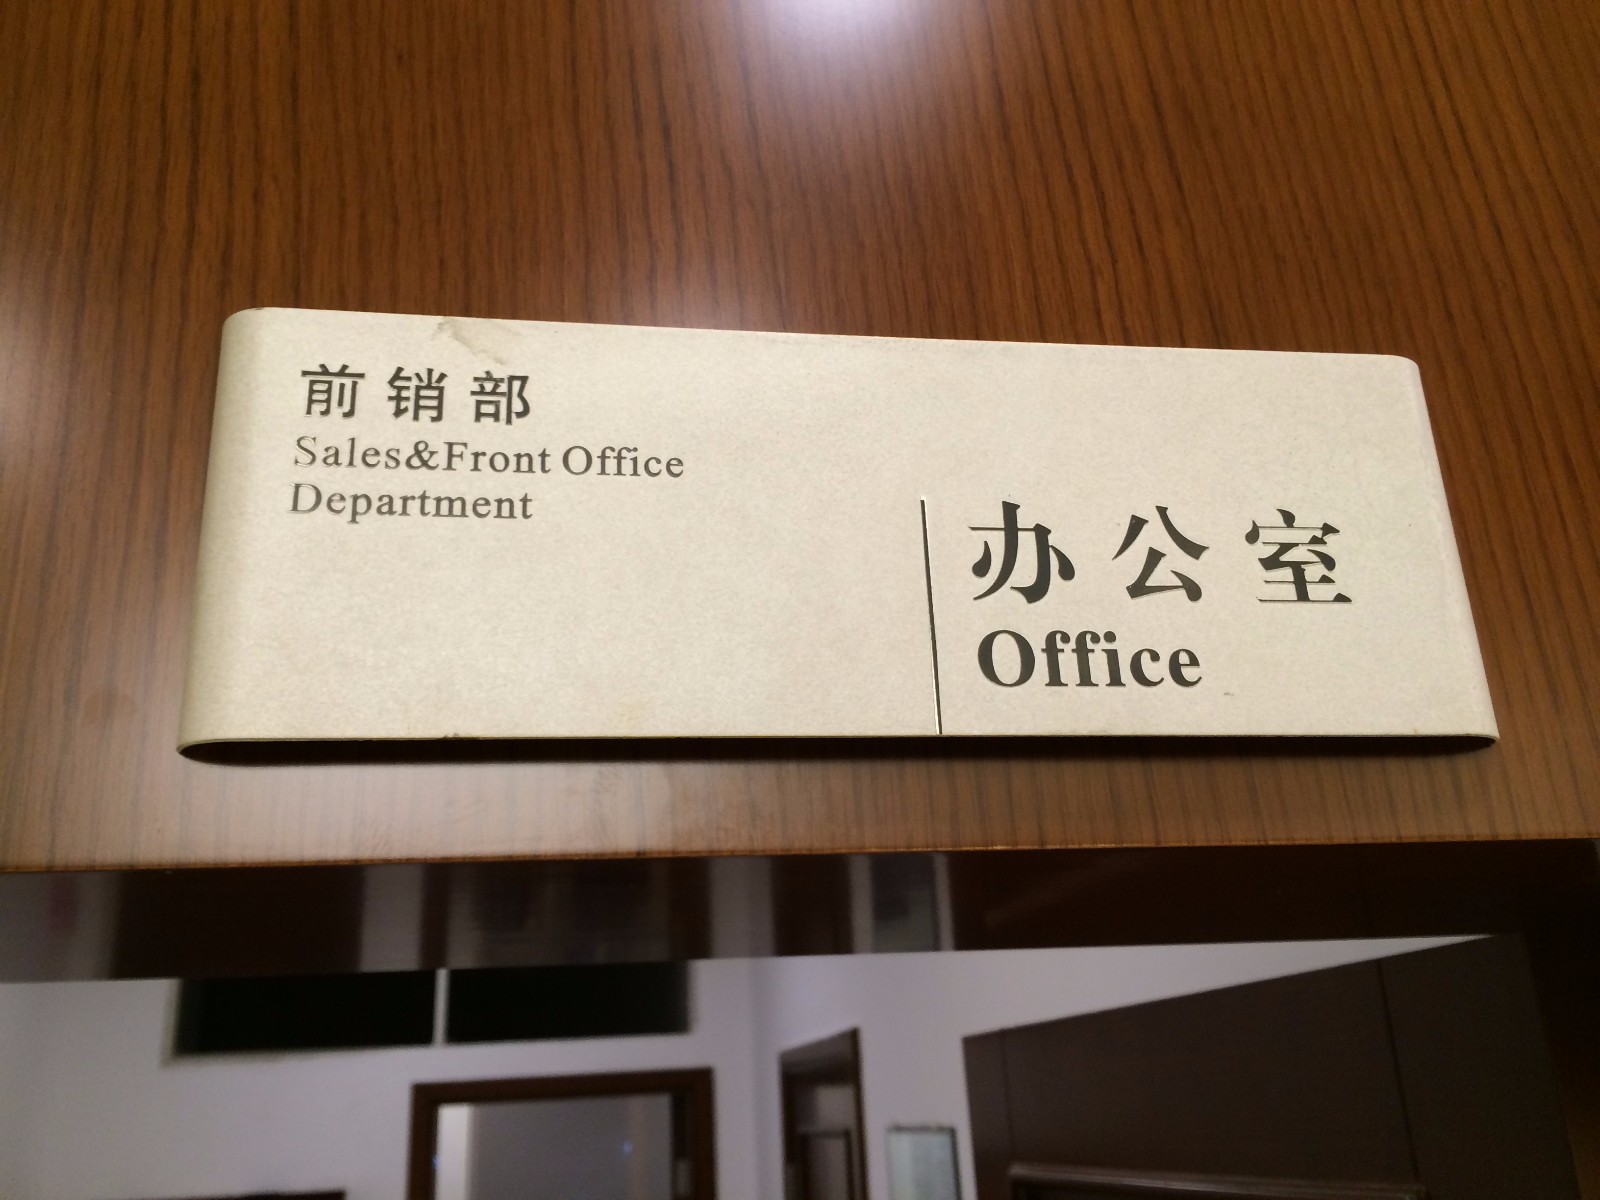 前销部
Sales&Front Office
Department
办公室
Office